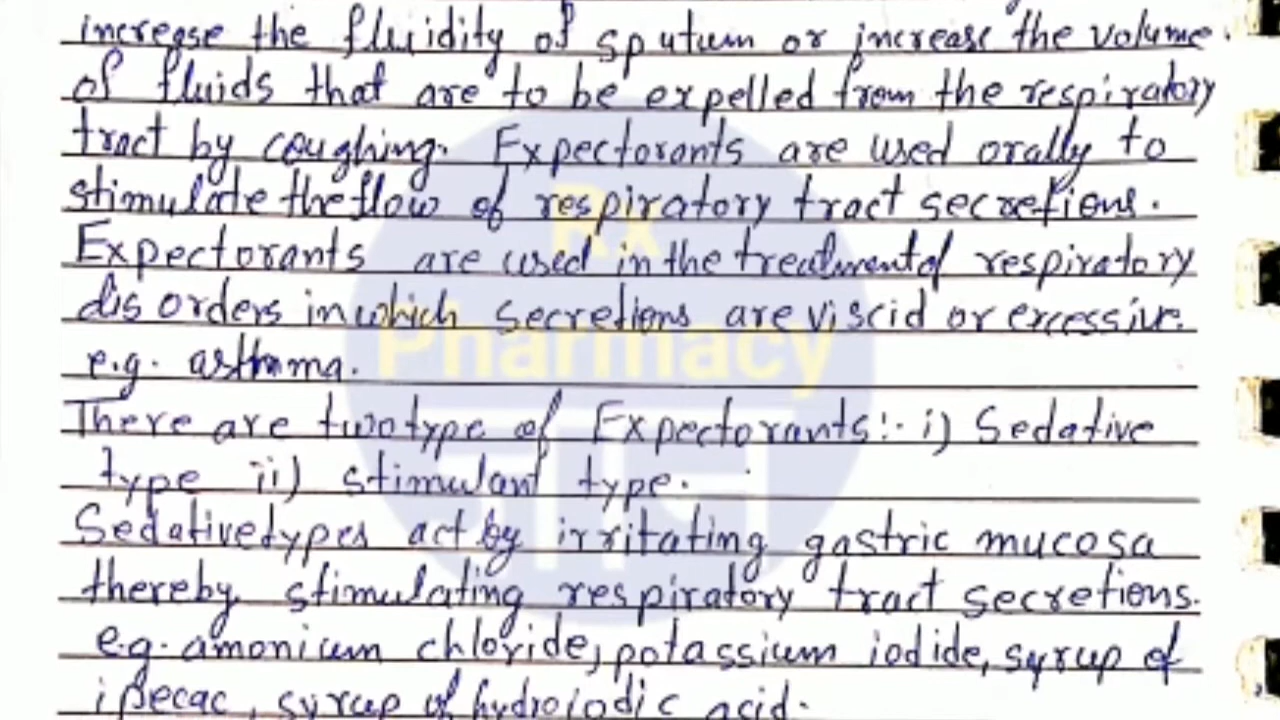 increase the fluidity of sputum or increase the volume.
of fluids that are to be expelled from the respiratory
tract by coughing. Expectorants are used orally to
stimulate the flow of respiratory tract secretions.
Expectorants are used in the treatment of respiratory
disorders in which secretions are viscid or excessive.
e.g. asthma.
There are two type of Expectorants:- i) Sedative
type ii) stimulant type.
Sedative types act by irritating gastric mucosa
thereby stimulating respiratory tract secretions.
e.g. amonium chloride, potassium iodide, syrup of
ipecac, syrup of hydroiodic acid.
Rx
Pharmacy
ज्ञान